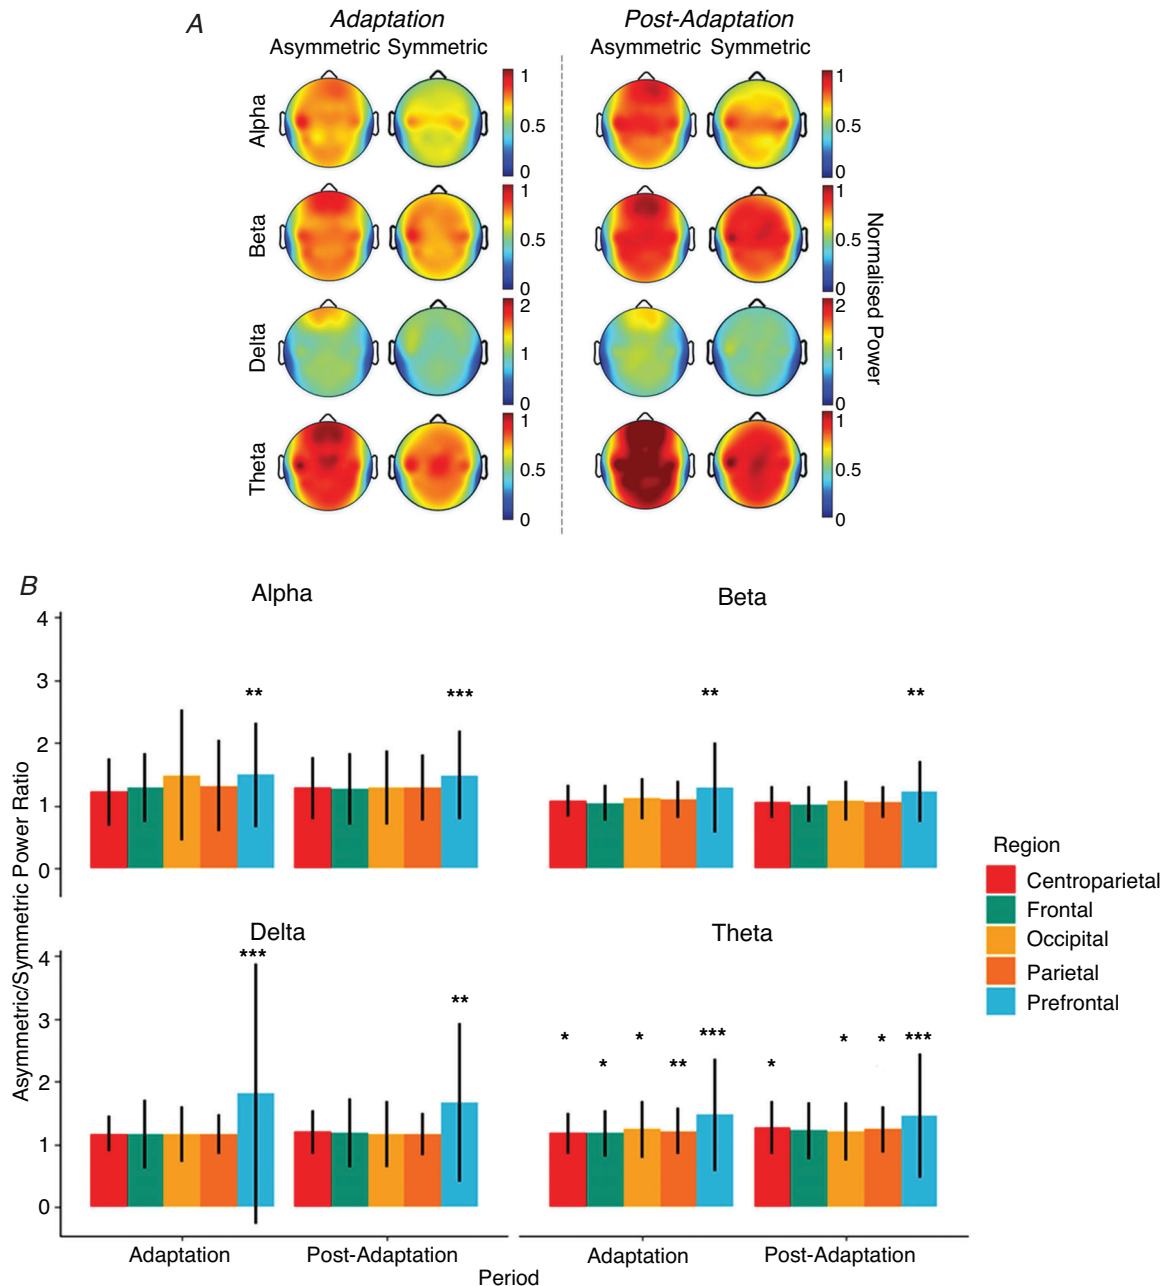 A
Adaptation
Post-Adaptation
Asymmetric Symmetric
Asymmetric Symmetric
Alpha
1
0.5
0
1
0.5
0
Beta
1
0.5
0
1
0.5
0
Delta
2
1
0
2
1
0
Theta
1
0.5
0
1
0.5
0
Normalised Power
B
Alpha
Beta
4
3
2
1
0
** *** ** **
Delta
Theta
4
3
2
1
0
*** **
* * * ** *** * * * ***
Asymmetric/Symmetric Power Ratio
Adaptation
Post-Adaptation
Adaptation
Post-Adaptation
Period
Region
Centroparietal
Frontal
Occipital
Parietal
Prefrontal